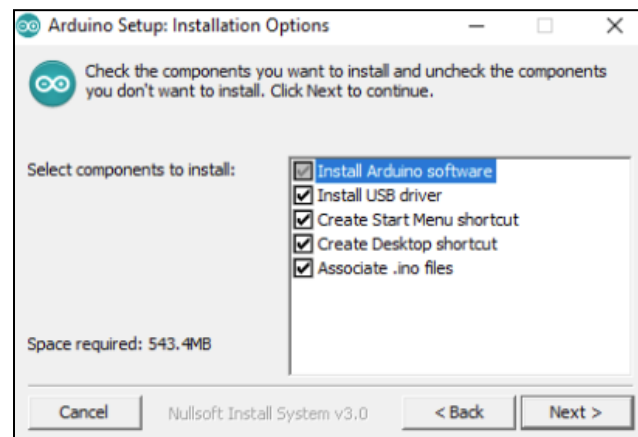 Arduino Setup: Installation Options
Check the components you want to install and uncheck the components
you don't want to install. Click Next to continue.
Select components to install:
Install Arduino software
Install USB driver
Create Start Menu shortcut
Create Desktop shortcut
Associate .ino files
Space required: 543.4MB
Cancel Nullsoft Install System v3.0 < Back Next >